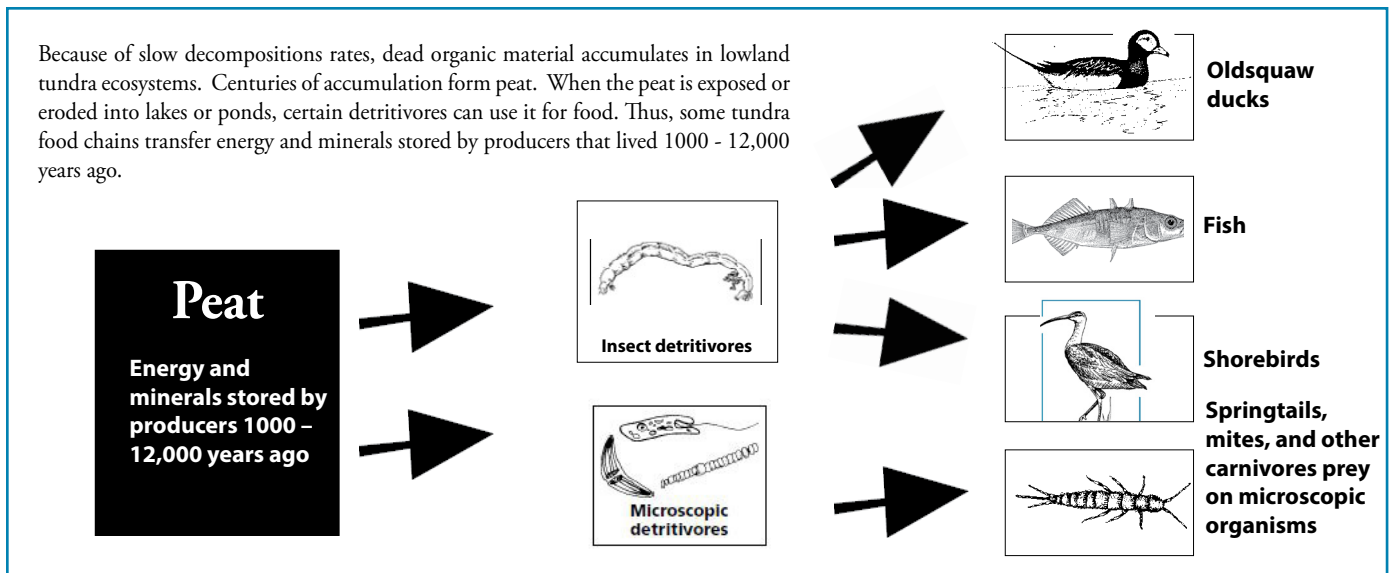 Because of slow decompositions rates, dead organic material accumulates in lowland
tundra ecosystems. Centuries of accumulation form peat. When the peat is exposed or
eroded into lakes or ponds, certain detritivores can use it for food. Thus, some tundra
food chains transfer energy and minerals stored by producers that lived 1000 - 12,000
years ago.
Peat
Energy and
minerals stored by
producers 1000 –
12,000 years ago
Insect detritivores
Microscopic
detritivores
Oldsquaw
ducks
Fish
Shorebirds
Springtails,
mites, and other
carnivores prey
on microscopic
organisms